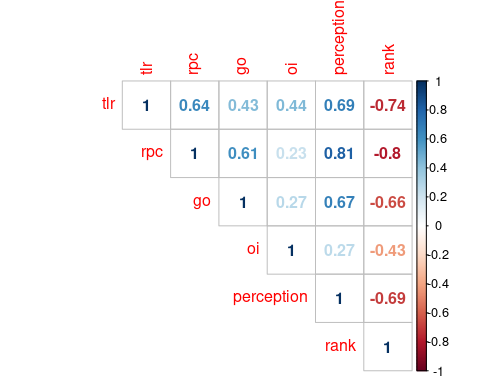 tlr rpc go oi perception rank
tlr 1 0.64 0.43 0.44 0.69 -0.74
rpc 1 0.61 0.23 0.81 -0.8
go 1 0.27 0.67 -0.66
oi 1 0.27 -0.43
perception 1 -0.69
rank 1
1
0.8
0.6
0.4
0.2
0
-0.2
-0.4
-0.6
-0.8
-1